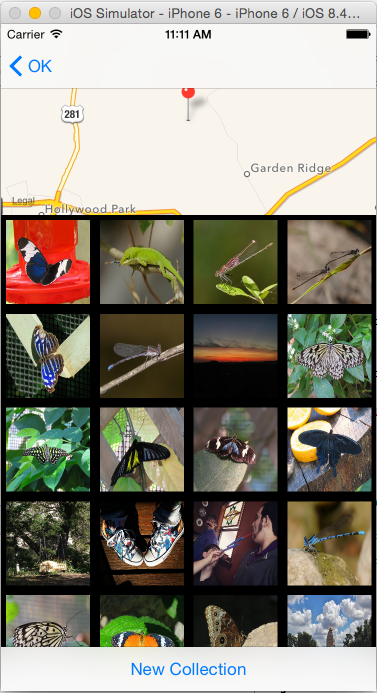 iOS Simulator - iPhone 6 - iPhone 6 / iOS 8.4...
Carrier 11:11 AM
OK
281
Garden Ridge
Legal
Hollywood Park
New Collection